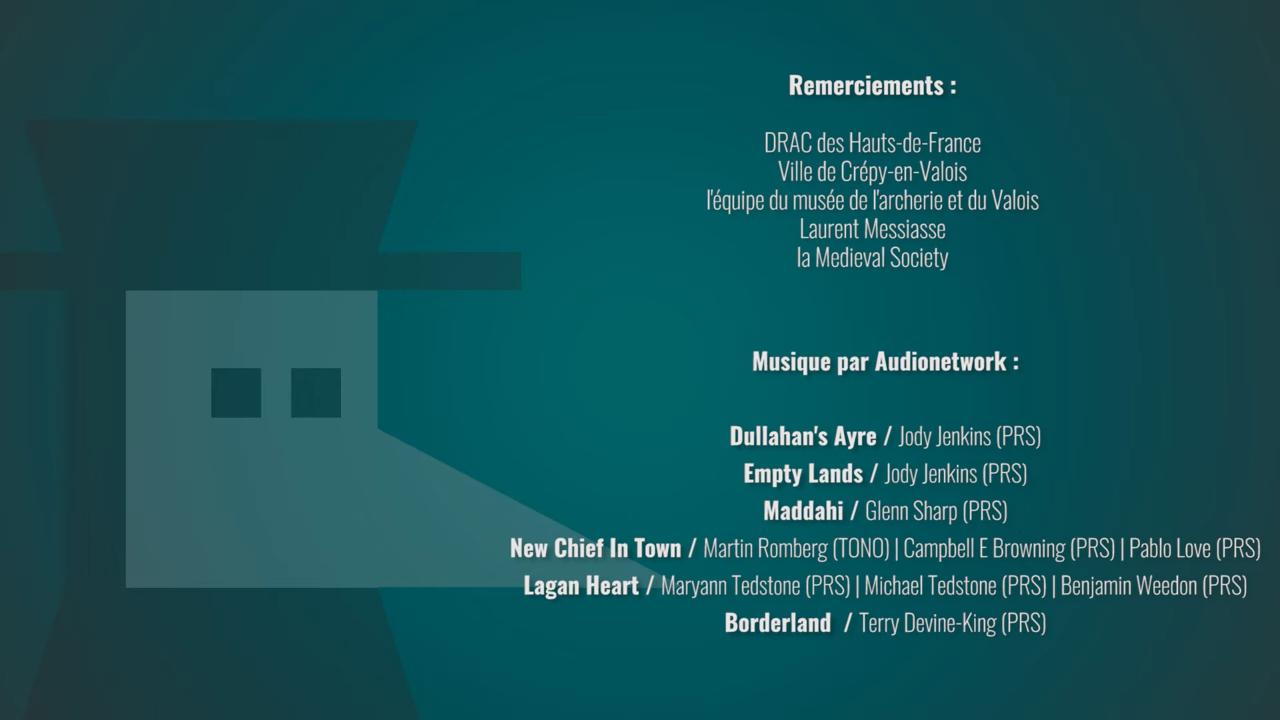 Remerciements :
DRAC des Hauts-de-France
Ville de Crépy-en-Valois
l'équipe du musée de l'archerie et du Valois
Laurent Messiasse
la Medieval Society
Musique par Audionetwork :
Dullahan's Ayre / Jody Jenkins (PRS)
Empty Lands / Jody Jenkins (PRS)
Maddahi / Glenn Sharp (PRS)
New Chief In Town / Martin Romberg (TONO) | Campbell E Browning (PRS) | Pablo Love (PRS)
Lagan Heart / Maryann Tedstone (PRS) | Michael Tedstone (PRS) | Benjamin Weedon (PRS)
Borderland / Terry Devine-King (PRS)